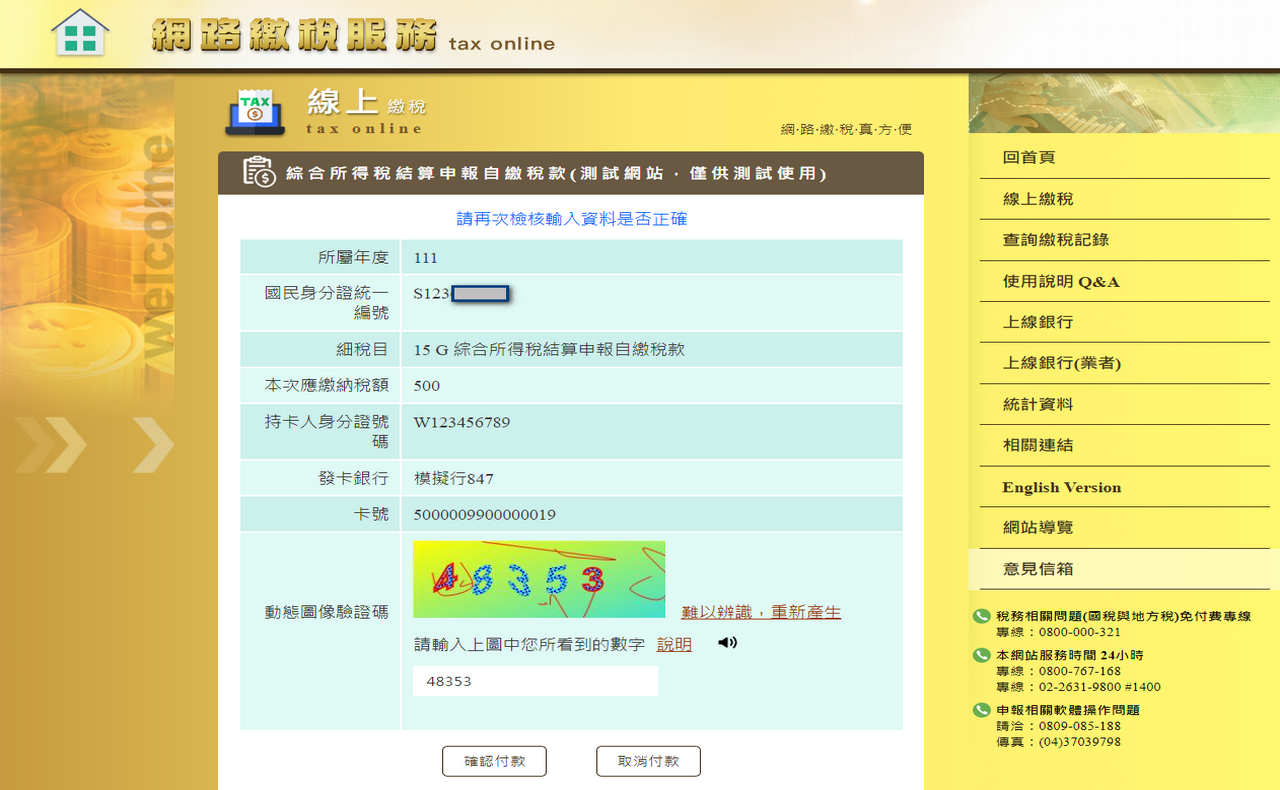 網路繳稅服務 tax online
welcome
TAX
線上 繳稅
tax online
網‧路‧繳‧稅‧真‧方‧便
綜合所得稅結算申報自繳稅款(測試網站‧僅供測試使用)
請再次檢核輸入資料是否正確
所屬年度 111
國民身分證統一
編號 S123
細稅目 15 G 綜合所得稅結算申報自繳稅款
本次應繳納稅額 500
持卡人身分證號
碼 W123456789
發卡銀行 模擬行847
卡號 5000009900000019
動態圖像驗證碼
48353
難以辨識，重新產生
請輸入上圖中您所看到的數字 說明
48353
確認付款 取消付款
回首頁
線上繳稅
查詢繳稅記錄
使用說明 Q&A
上線銀行
上線銀行(業者)
統計資料
相關連結
English Version
網站導覽
意見信箱
稅務相關問題(國稅與地方稅)免付費專線
專線：0800-000-321
本網站服務時間 24小時
專線：0800-767-168
專線：02-2631-9800 #1400
申報相關軟體操作問題
請洽：0809-085-188
傳真：(04)37039798